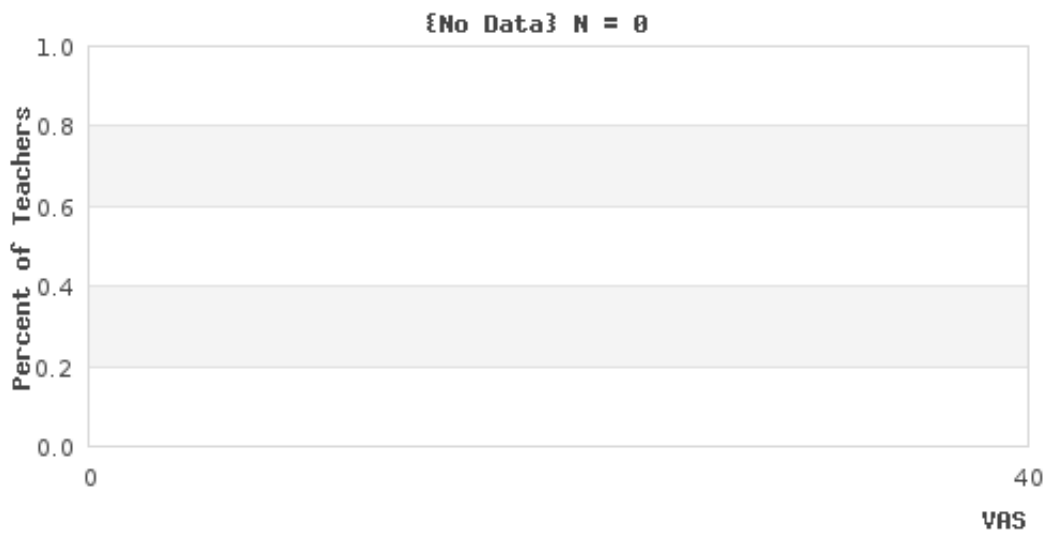 {No Data} N = 0
Percent of Teachers
1.0
0.8
0.6
0.4
0.2
0.0
0
40
VAS